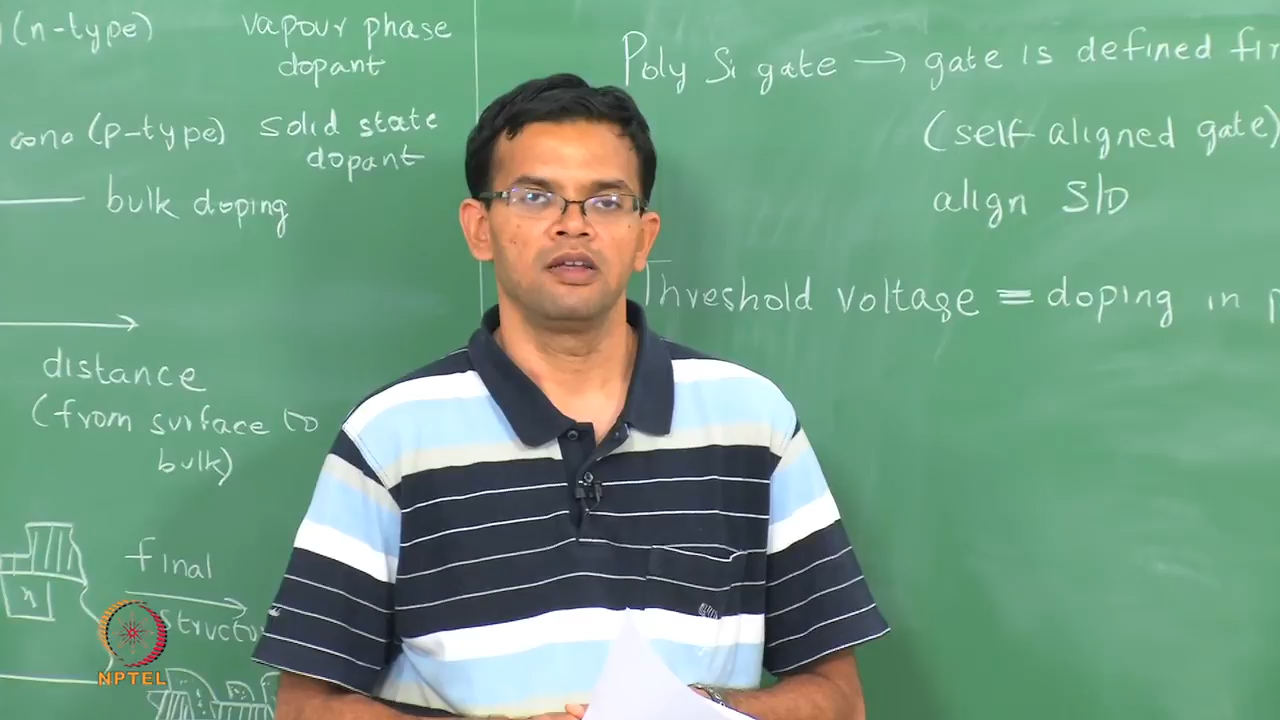 (n-type) vapour phase
dopant
conc (p-type) solid state
dopant
bulk doping
distance
(from surface to
bulk)
n
final
Poly Si gate → gate is defined
(self aligned gate)
align S/D
Threshold voltage = doping in
NPTEL